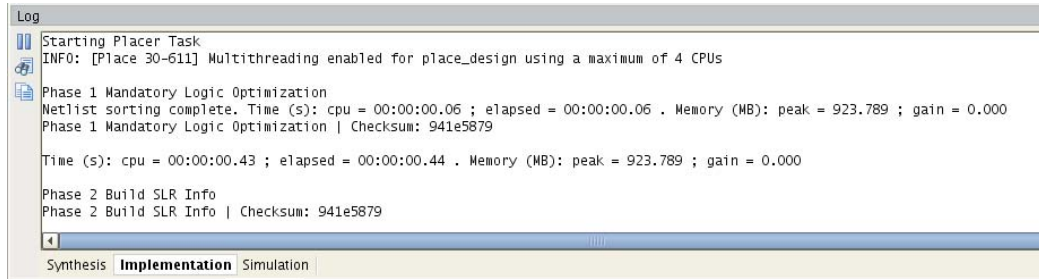 Log
Starting Placer Task
INFO: [Place 30-611] Multithreading enabled for place_design using a maximum of 4 CPUs
Phase 1 Mandatory Logic Optimization
Netlist sorting complete. Time (s): cpu = 00:00:00.06 ; elapsed = 00:00:00.06 . Memory (MB): peak = 923.789 ; gain = 0.000
Phase 1 Mandatory Logic Optimization | Checksum: 941e5879
Time (s): cpu = 00:00:00.43 ; elapsed = 00:00:00.44 . Memory (MB): peak = 923.789 ; gain = 0.000
Phase 2 Build SLR Info
Phase 2 Build SLR Info | Checksum: 941e5879
Synthesis Implementation Simulation